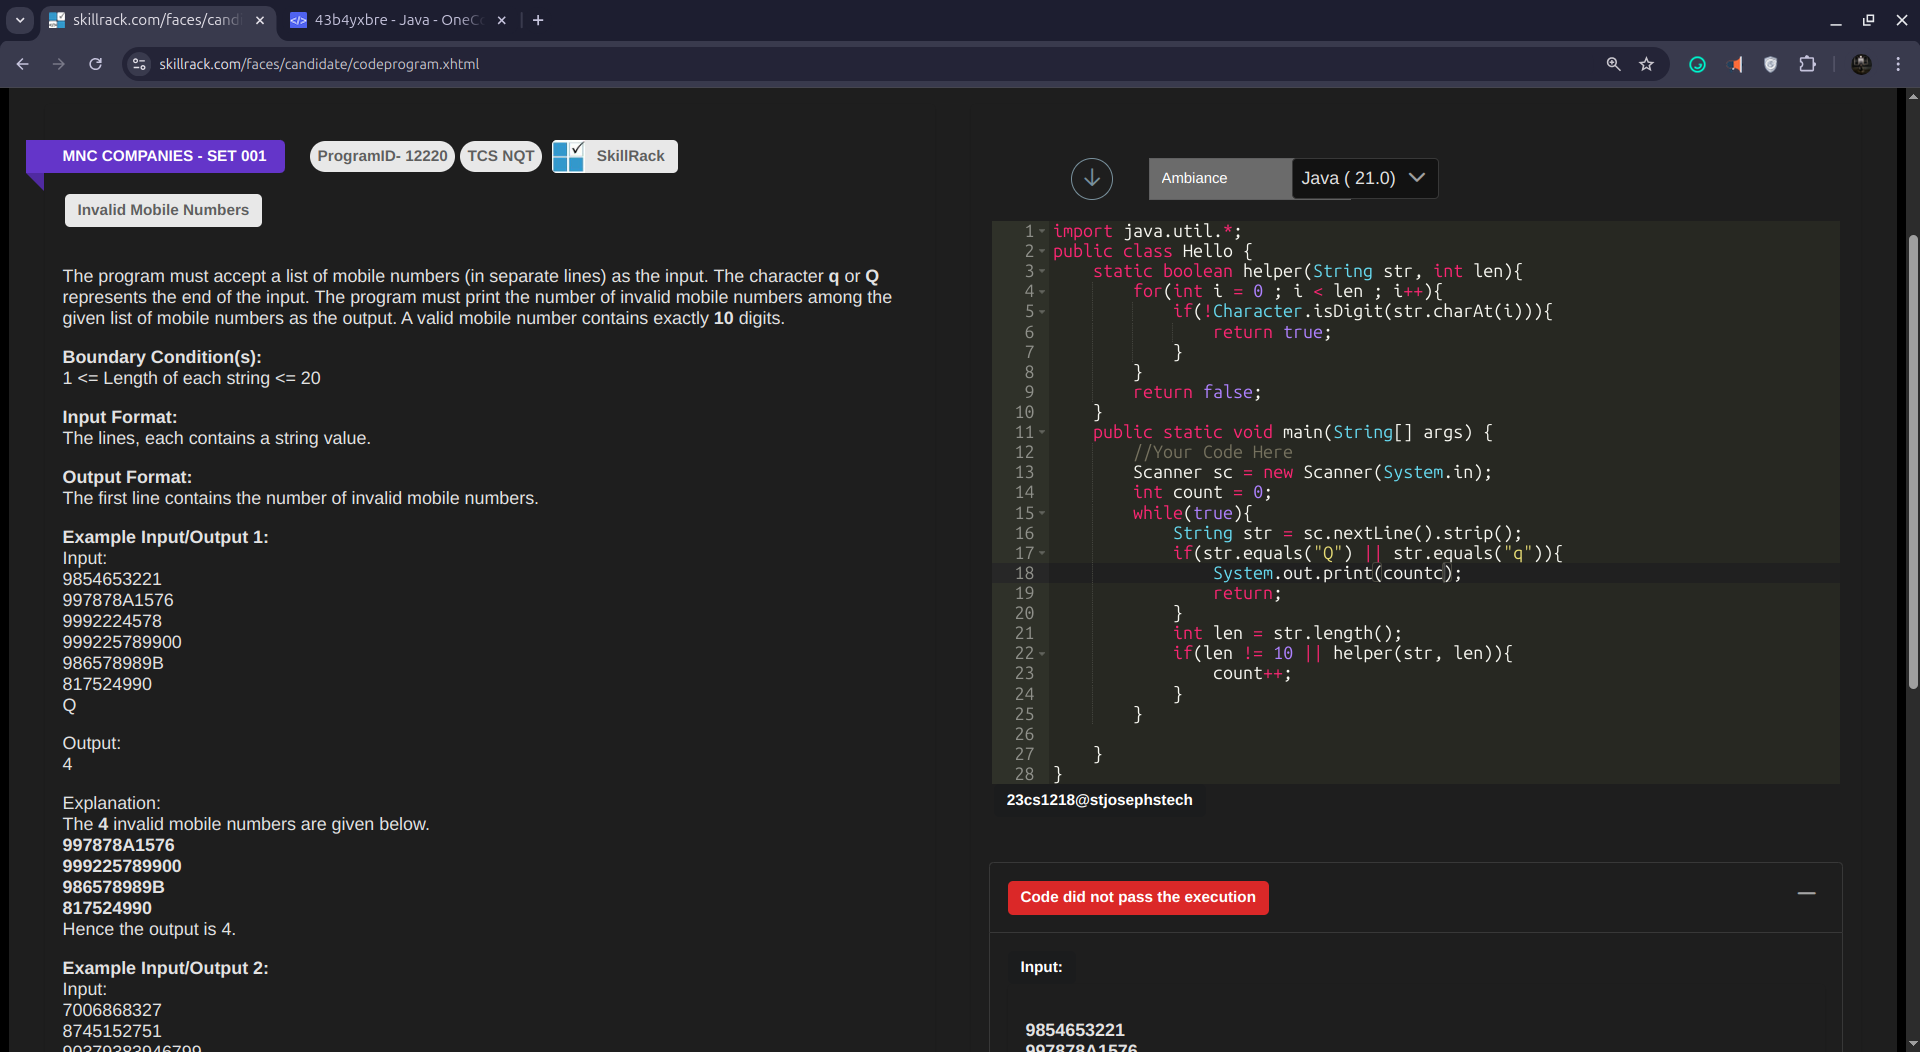 skillrack.com/faces/candi
43b4yxbre - Java - OneCo
skillrack.com/faces/candidate/codeprogram.xhtml
MNC COMPANIES - SET 001
ProgramID- 12220
TCS NQT
SkillRack
Invalid Mobile Numbers
The program must accept a list of mobile numbers (in separate lines) as the input. The character q or Q
represents the end of the input. The program must print the number of invalid mobile numbers among the
given list of mobile numbers as the output. A valid mobile number contains exactly 10 digits.
Boundary Condition(s):
1 <= Length of each string <= 20
Input Format:
The lines, each contains a string value.
Output Format:
The first line contains the number of invalid mobile numbers.
Example Input/Output 1:
Input:
9854653221
997878A1576
9992224578
999225789900
986578989B
817524990
Q
Output:
4
Explanation:
The 4 invalid mobile numbers are given below.
997878A1576
999225789900
986578989B
817524990
Hence the output is 4.
Example Input/Output 2:
Input:
7006868327
8745152751
90379383946799
Ambiance
Java ( 21.0)
1 import java.util.*;
2 public class Hello {
3     static boolean helper(String str, int len){
4         for(int i = 0 ; i < len ; i++){
5             if(!Character.isDigit(str.charAt(i))){
6                 return true;
7             }
8         }
9         return false;
10     }
11     public static void main(String[] args) {
12         //Your Code Here
13         Scanner sc = new Scanner(System.in);
14         int count = 0;
15         while(true){
16             String str = sc.nextLine().strip();
17             if(str.equals("Q") || str.equals("q")){
18                 System.out.print(countc);
19                 return;
20             }
21             int len = str.length();
22             if(len != 10 || helper(str, len)){
23                 count++;
24             }
25         }
26
27     }
28 }
23cs1218@stjosephstech
Code did not pass the execution
Input:
9854653221
997878A1576